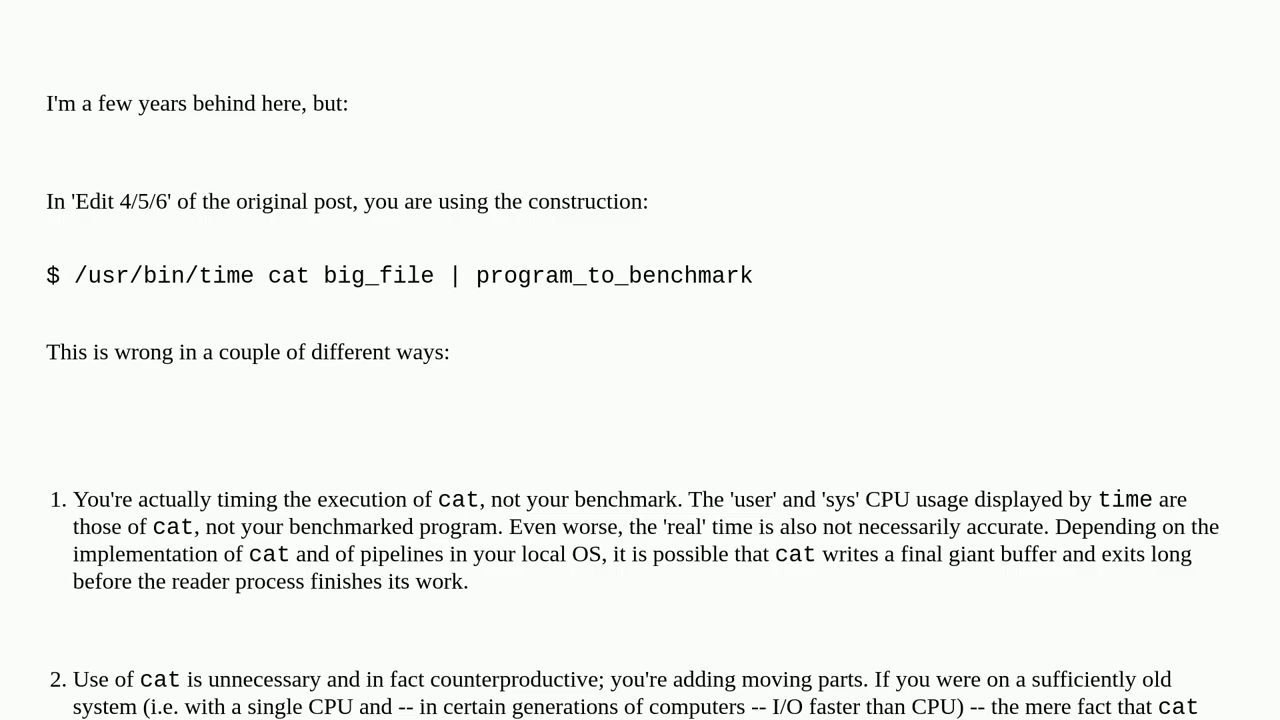 I'm a few years behind here, but:
In 'Edit 4/5/6' of the original post, you are using the construction:
$ /usr/bin/time cat big_file | program_to_benchmark
This is wrong in a couple of different ways:
1. You're actually timing the execution of cat, not your benchmark. The 'user' and 'sys' CPU usage displayed by time are
those of cat, not your benchmarked program. Even worse, the 'real' time is also not necessarily accurate. Depending on the
implementation of cat and of pipelines in your local OS, it is possible that cat writes a final giant buffer and exits long
before the reader process finishes its work.
2. Use of cat is unnecessary and in fact counterproductive; you're adding moving parts. If you were on a sufficiently old
system (i.e. with a single CPU and -- in certain generations of computers -- I/O faster than CPU) -- the mere fact that cat